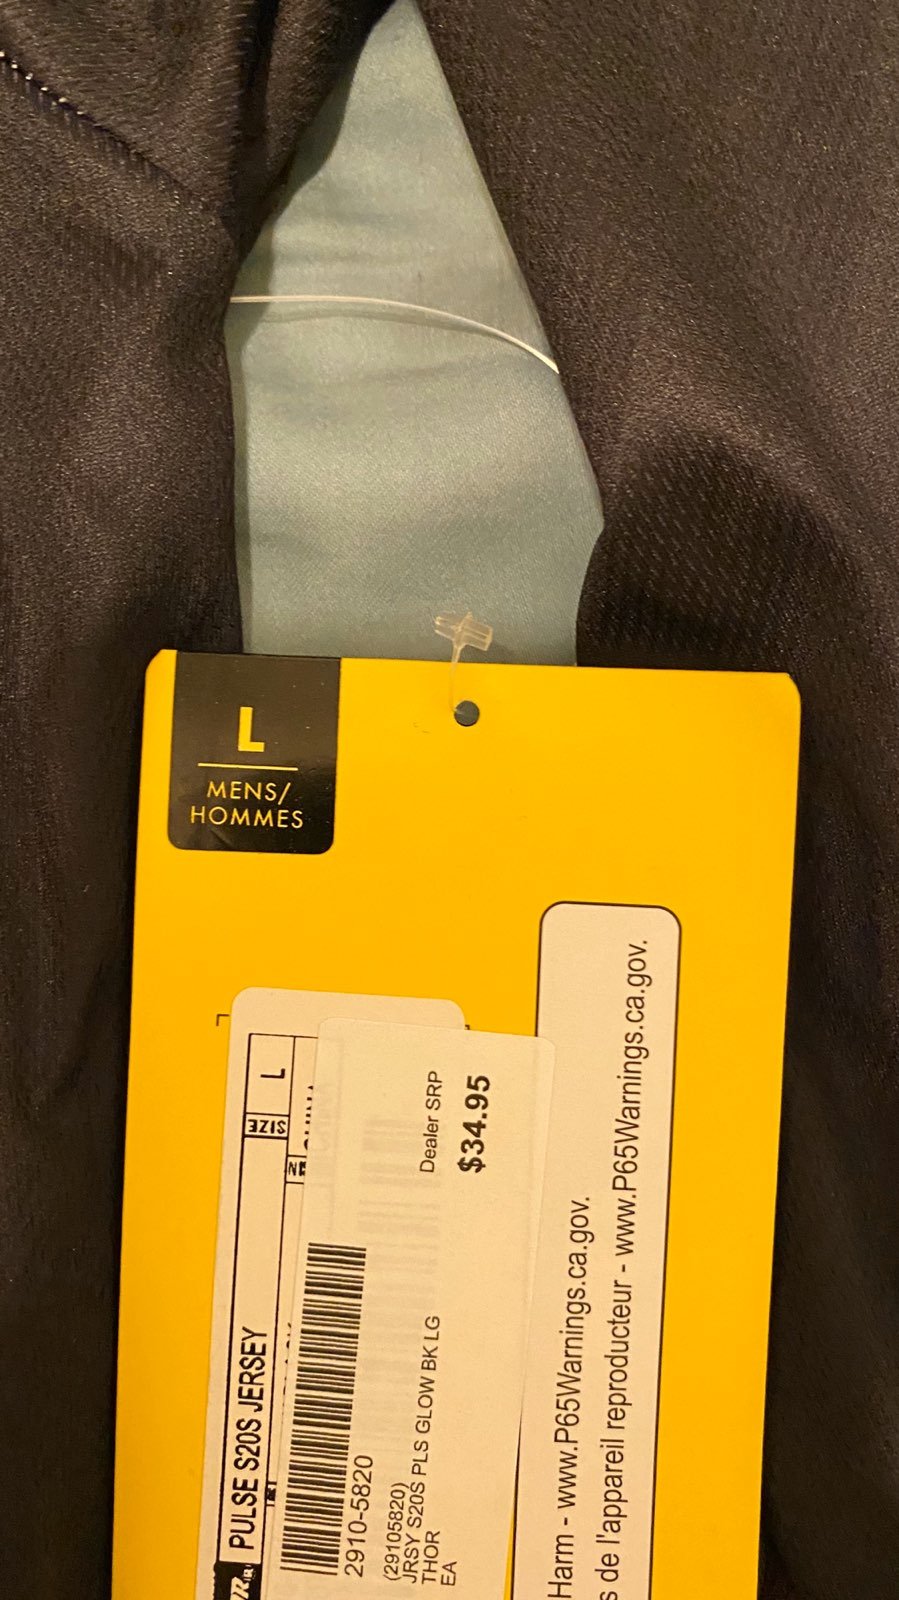 L
MENS/
HOMMES
SIZE L
PULSE S20S JERSEY
Dealer SRP
$34.95
2910-5820
(29105820)
JRSY S20S PLS GLOW BK LG
THOR
EA
Harm - www.P65Warnings.ca.gov.
de l'appareil reproducteur - www.P65Warnings.ca.gov.